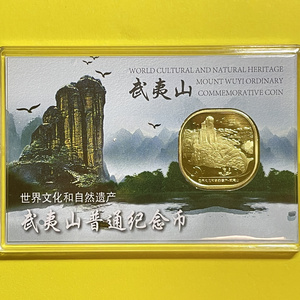 WORLD CULTURAL AND NATURAL HERITAGE
武夷山
MOUNT WUYI ORDINARY
COMMEMORATIVE COIN
世界文化和自然遗产
武夷山普通纪念币